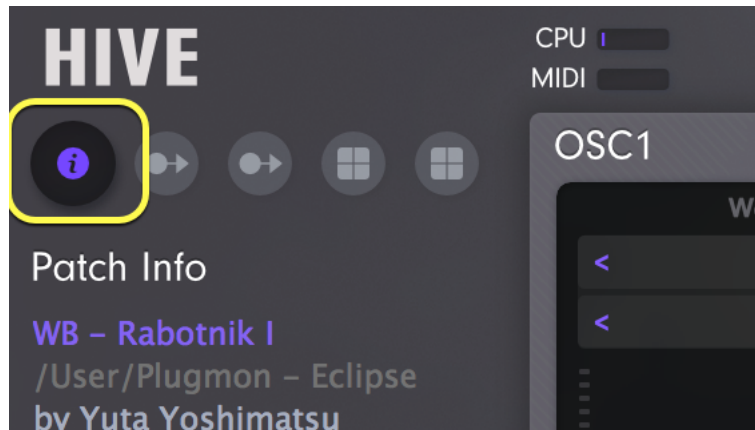 HIVE
CPU
MIDI
i
OSC1
Patch Info
WB – Rabotnik I
/User/Plugmon – Eclipse
by Yuta Yoshimatsu
<
<